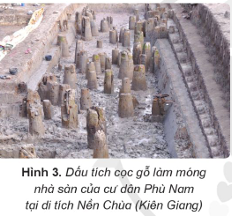 Hình 3. Dấu tích cọc gỗ làm móng
nhà sàn của cư dân Phù Nam
tại di tích Nền Chùa (Kiên Giang)